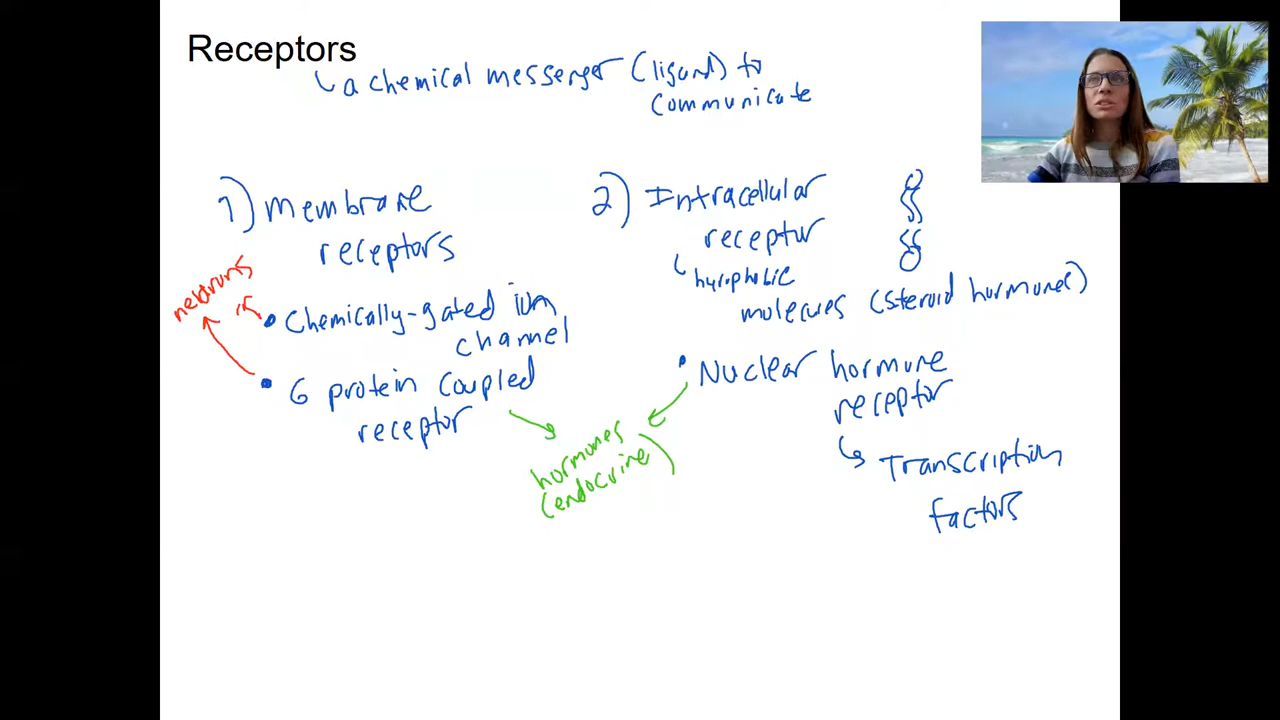 Receptors
↳ a chemical messenger (ligand) to
communicate
1) Membrane
receptors
neurons
• Chemically-gated ion
channel
• G protein coupled
receptor
hormones
(endocrine)
2) Intracellular
receptor
↳ hyrophobic
molecules (steroid hormones)
• Nuclear hormone
receptor
↳ Transcription
factors